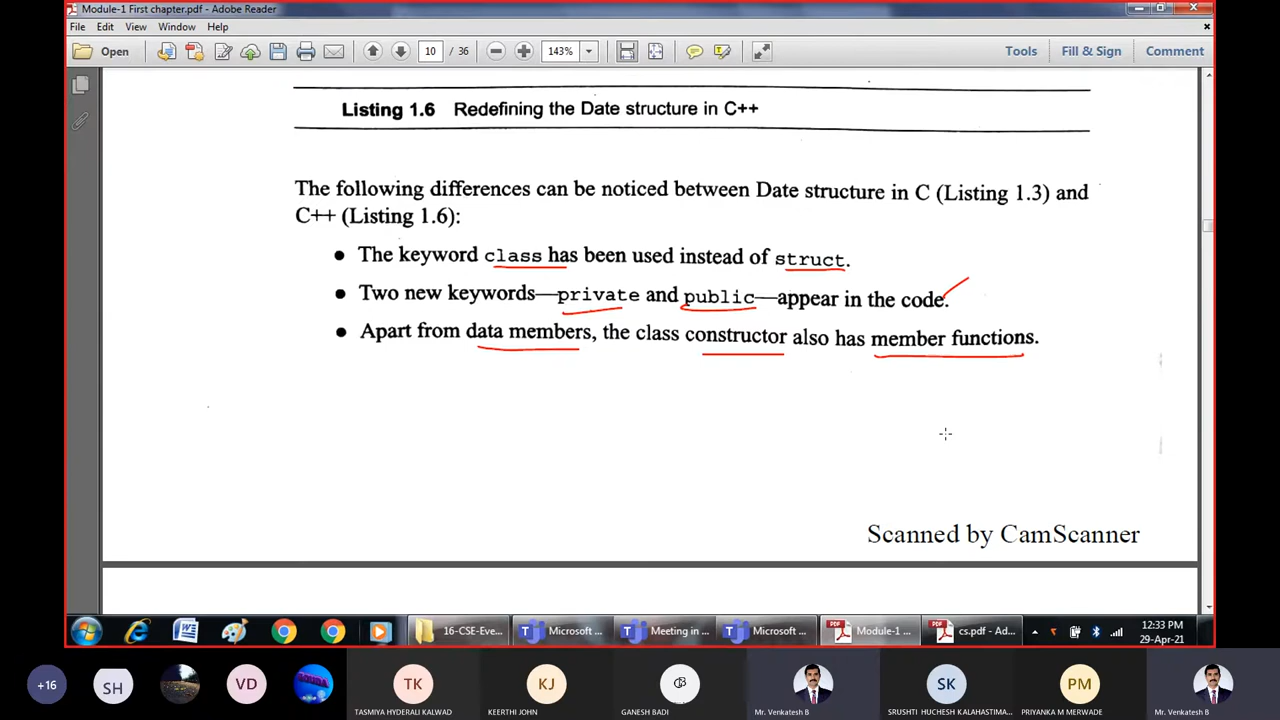 Module-1 First chapter.pdf - Adobe Reader
File Edit View Window Help
Open 10 / 36 143% Tools Fill & Sign Comment
Listing 1.6 Redefining the Date structure in C++
The following differences can be noticed between Date structure in C (Listing 1.3) and
C++ (Listing 1.6):
• The keyword class has been used instead of struct.
• Two new keywords—private and public—appear in the code.
• Apart from data members, the class constructor also has member functions.
Scanned by CamScanner
16-CSE-Eve... Microsoft ... Meeting in ... Microsoft ... Module-1 ... cs.pdf - Ad...
12:33 PM
29-Apr-21
+16 SH VD TK KJ GB SK PM
TASMIYA HYDERALI KALWAD KEERTHI JOHN GANESH BADI Mr. Venkatesh B SRUSHTI HUCHESH KALAHASTIMA... PRIYANKA M MERWADE Mr. Venkatesh B